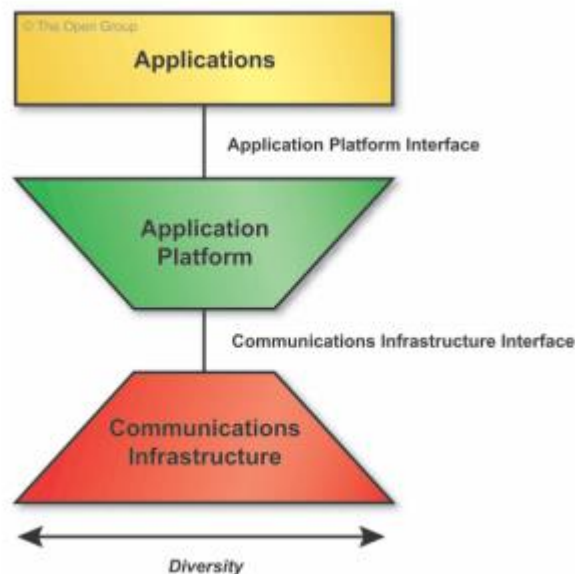 © The Open Group
Applications
Application Platform Interface
Application
Platform
Communications Infrastructure Interface
Communications
Infrastructure
Diversity